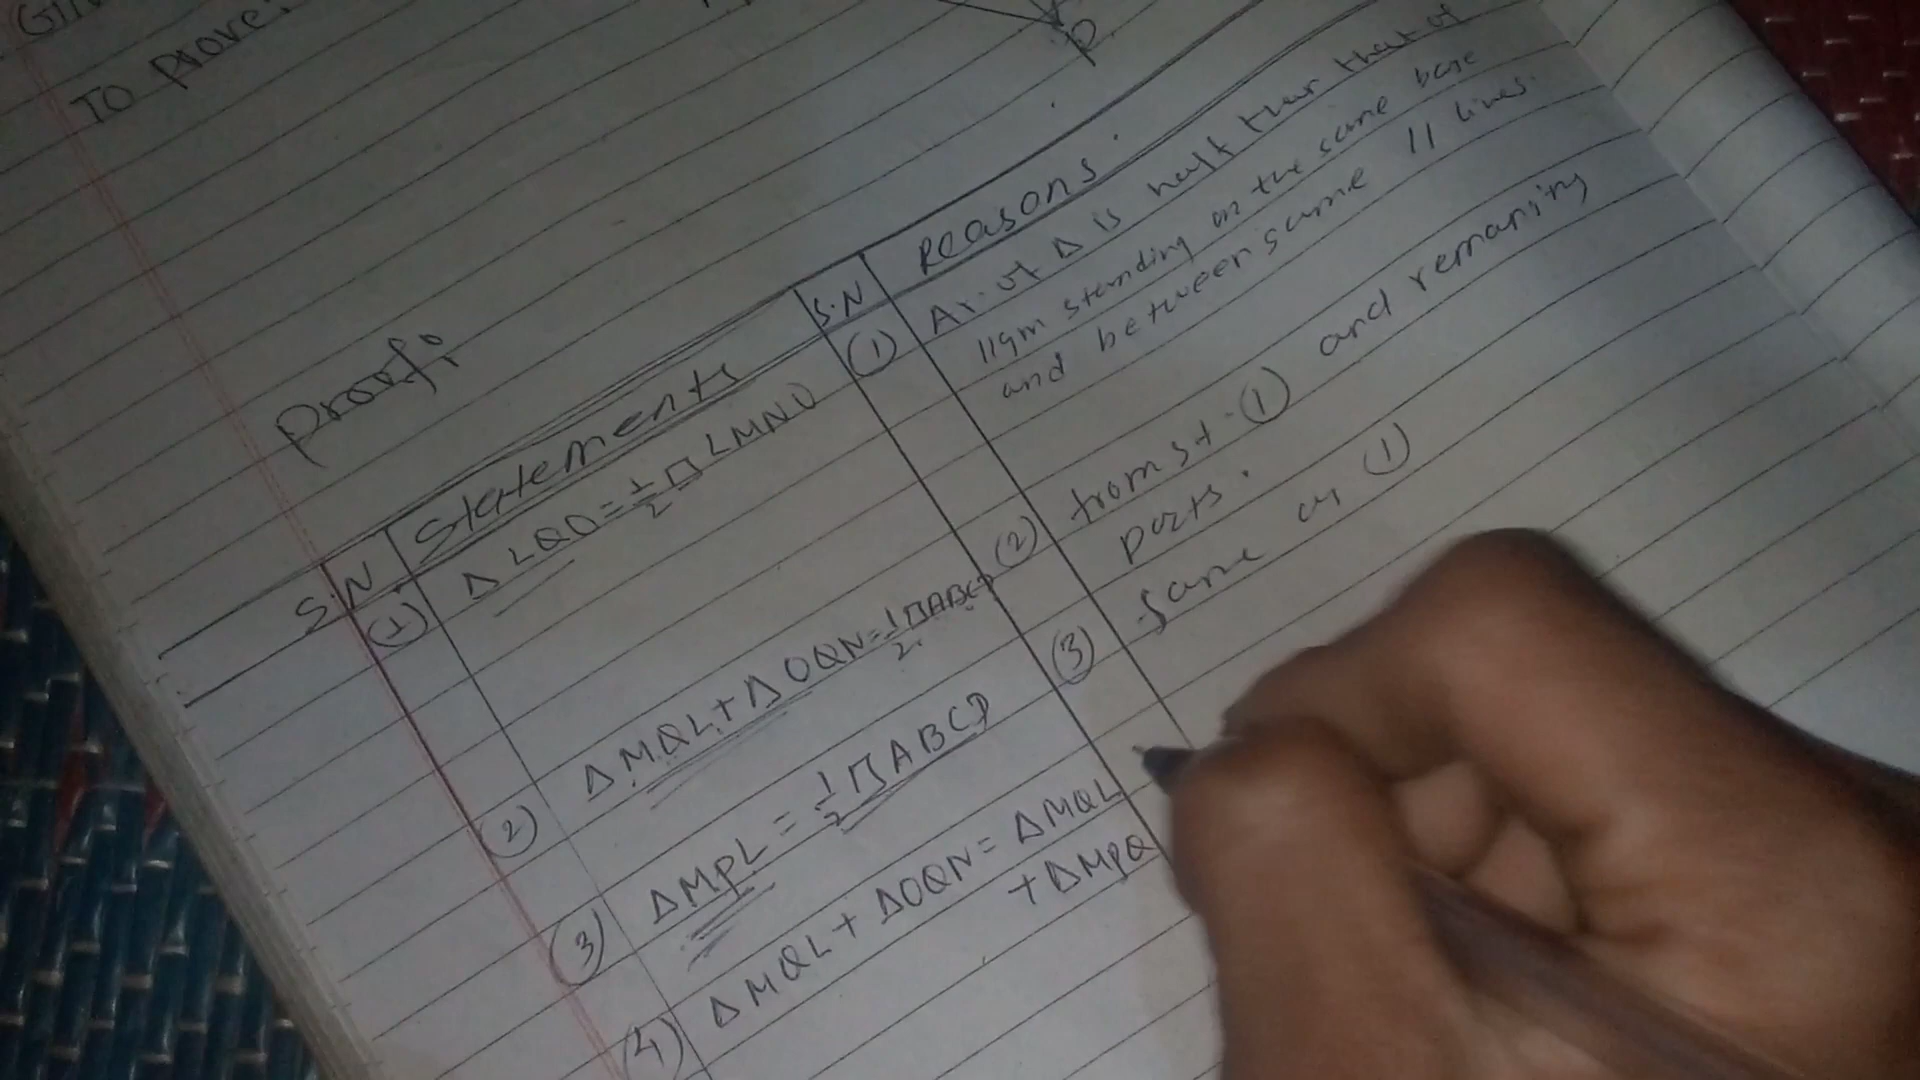 To prove:
P
Proof:
S.N Statements S.N Reasons.
(1) Δ LQO = 1/2 ▱ LMNO (1) Ar. of Δ is half that that of
llgm standing on the same base
and between same || lines.
(2) Δ MQL + Δ OQN = 1/2 ▱ ABCD (2) from st. (1) and remaning
parts.
(3) Δ MPL = 1/2 ▱ ABCD (3) Same as (1)
(4) Δ MQL + Δ OQN = Δ MQL
+ Δ MPQ